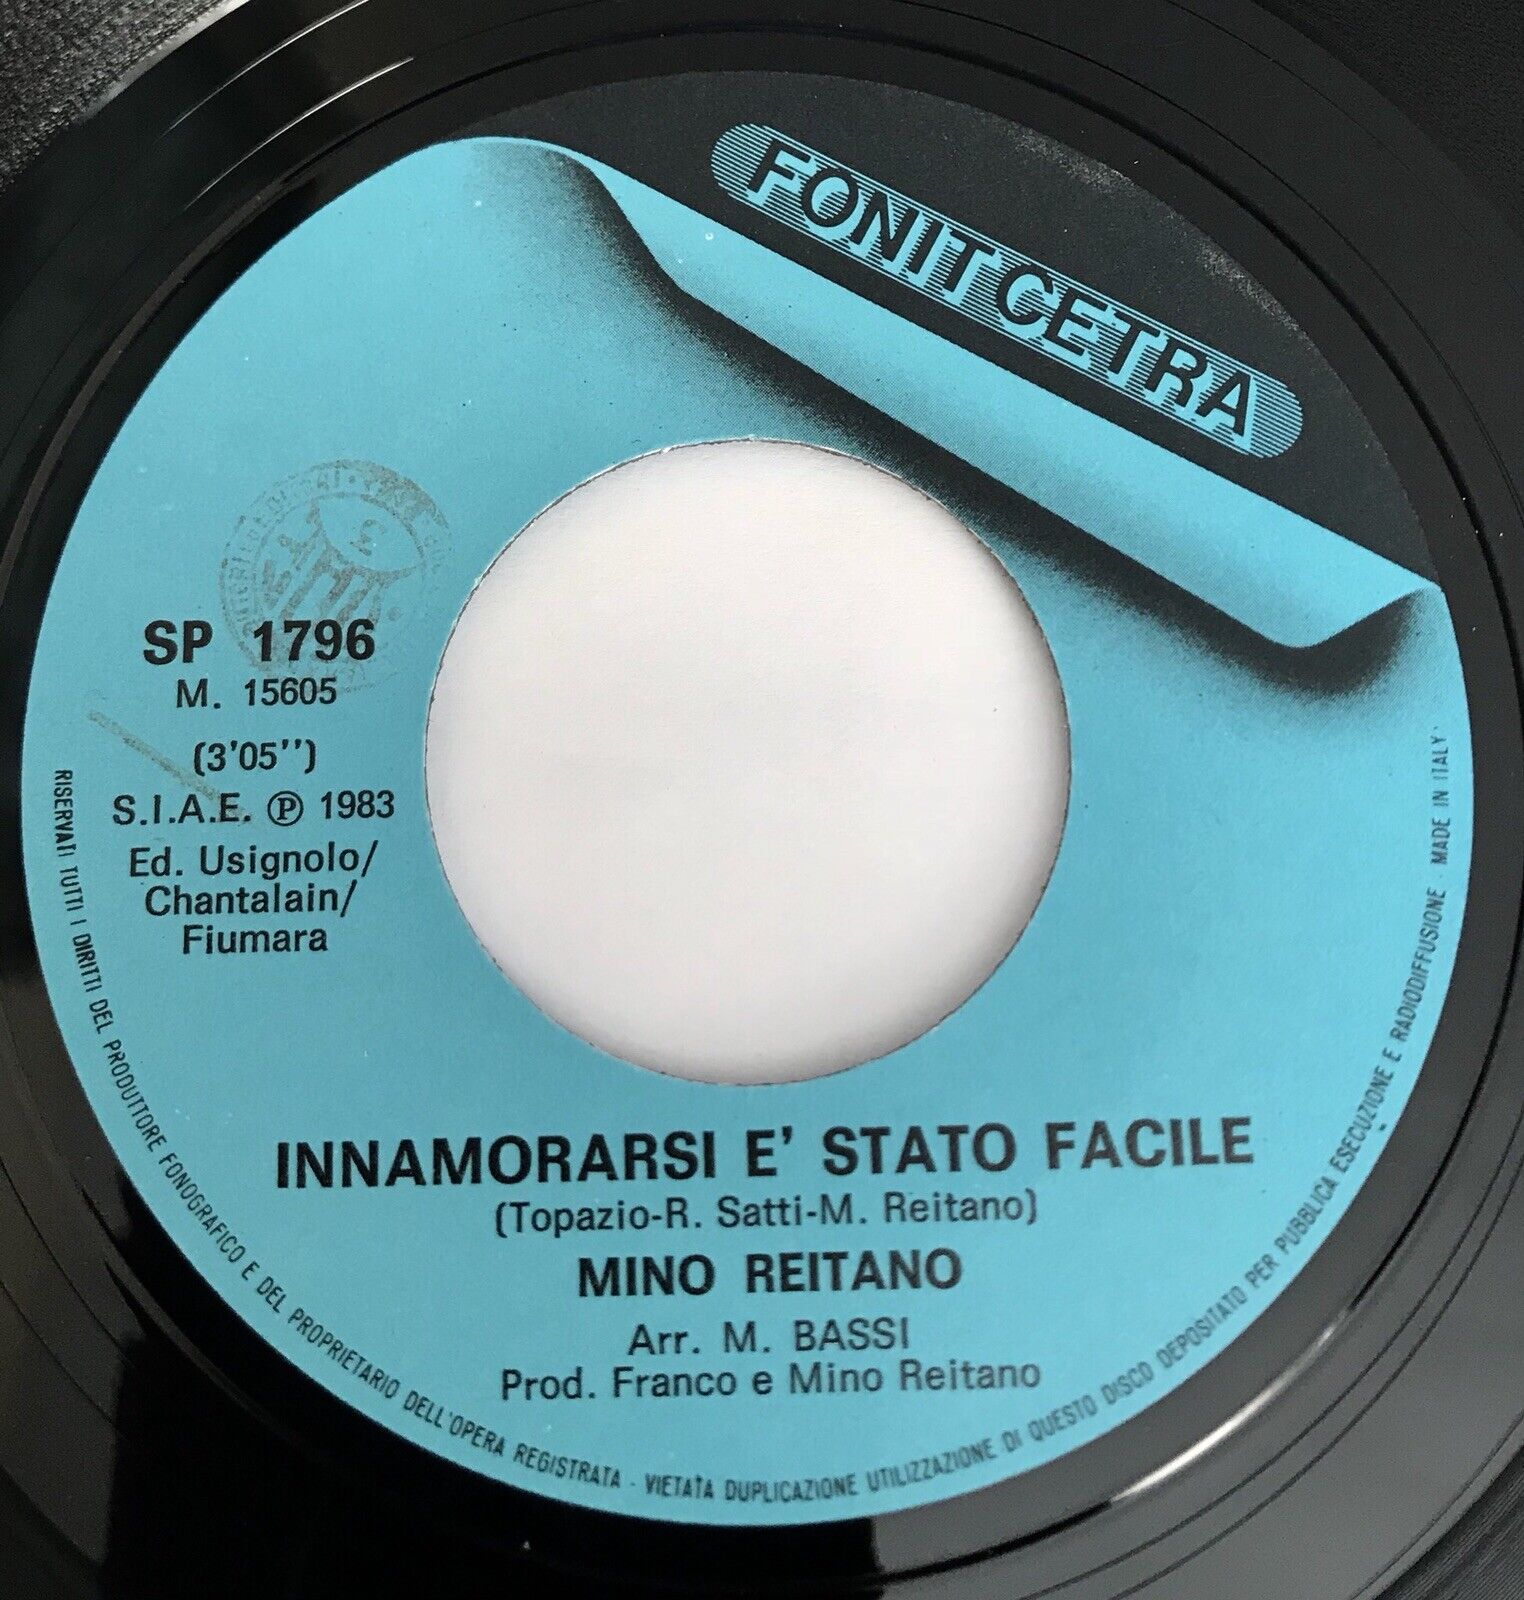 FONIT CETRA
SP 1796
M. 15605
(3'05'')
S.I.A.E. ℗ 1983
Ed. Usignolo/
Chantalain/
Fiumara
INNAMORARSI E' STATO FACILE
(Topazio-R. Satti-M. Reitano)
MINO REITANO
Arr. M. BASSI
Prod. Franco e Mino Reitano
RISERVATI TUTTI I DIRITTI DEL PRODUTTORE FONOGRAFICO E DEL PROPRIETARIO DELL'OPERA REGISTRATA - VIETATA DUPLICAZIONE UTILIZZAZIONE DI QUESTO DISCO DEPOSITATO PER PUBBLICA ESECUZIONE E RADIODIFFUSIONE - MADE IN ITALY